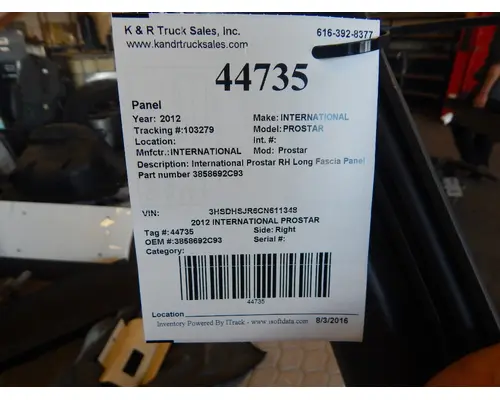 K & R Truck Sales, Inc. 616-392-8377
www.kandrtrucksales.com
44735
Panel
Year: 2012 Make: INTERNATIONAL
Tracking #:103279 Model: PROSTAR
Location: Int. #:
Mnfctr.:INTERNATIONAL Mod: Prostar
Description: International Prostar RH Long Fascia Panel
Part number 3858692C93
VIN: 3HSDHSJR6CN611348
2012 INTERNATIONAL PROSTAR
Tag #: 44735 Side: Right
OEM #:3858692C93 Serial #:
Category:
44735
Location
Inventory Powered By ITrack - www.isoftdata.com 8/3/2016